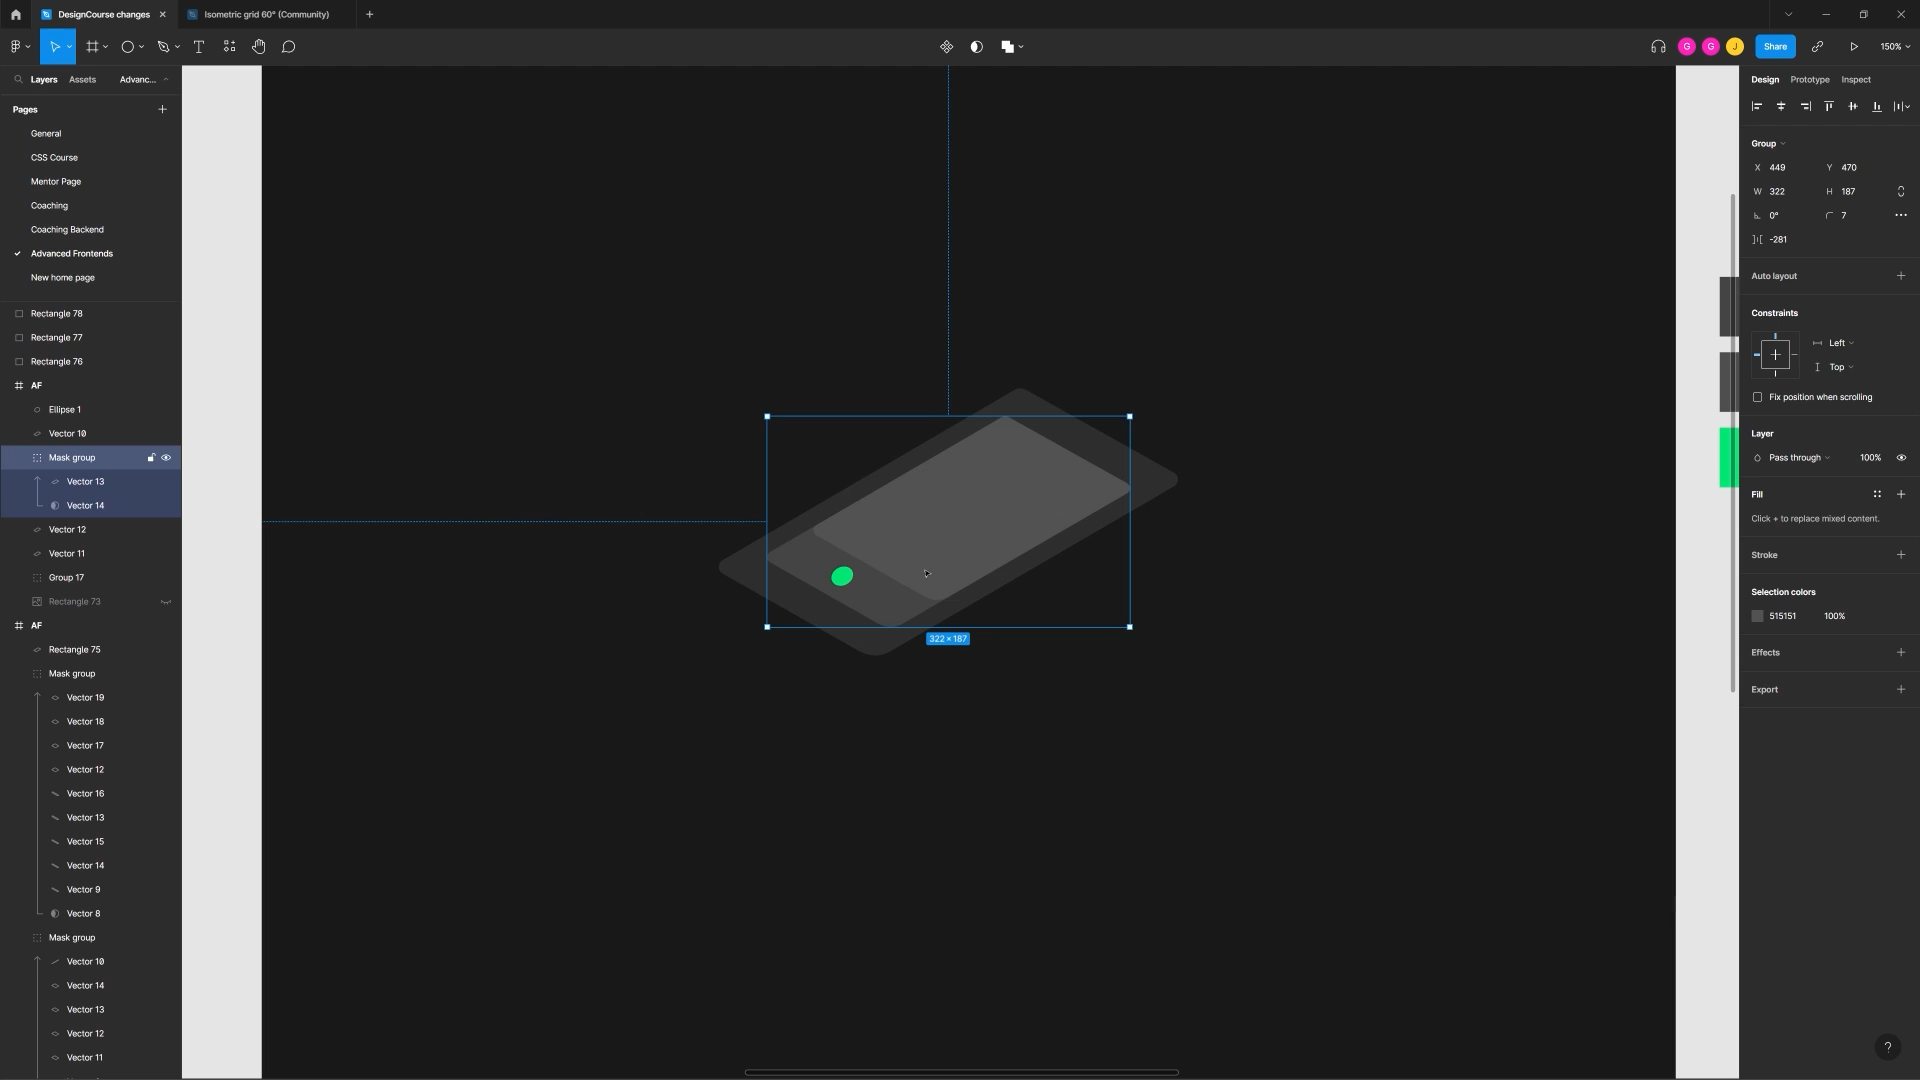 DesignCourse changes
Isometric grid 60° (Community)
G G J Share 150%
Layers Assets Advanc...
Pages
General
CSS Course
Mentor Page
Coaching
Coaching Backend
Advanced Frontends
New home page
Rectangle 78
Rectangle 77
Rectangle 76
AF
Ellipse 1
Vector 10
Mask group
Vector 13
Vector 14
Vector 12
Vector 11
Group 17
Rectangle 73
AF
Rectangle 75
Mask group
Vector 19
Vector 18
Vector 17
Vector 12
Vector 16
Vector 13
Vector 15
Vector 14
Vector 9
Vector 8
Mask group
Vector 10
Vector 14
Vector 13
Vector 12
Vector 11
322 × 187
Design Prototype Inspect
Group
X 449 Y 470
W 322 H 187
0° 7
-281
Auto layout
Constraints
Left
Top
Fix position when scrolling
Layer
Pass through 100%
Fill
Click + to replace mixed content.
Stroke
Selection colors
515151 100%
Effects
Export
?